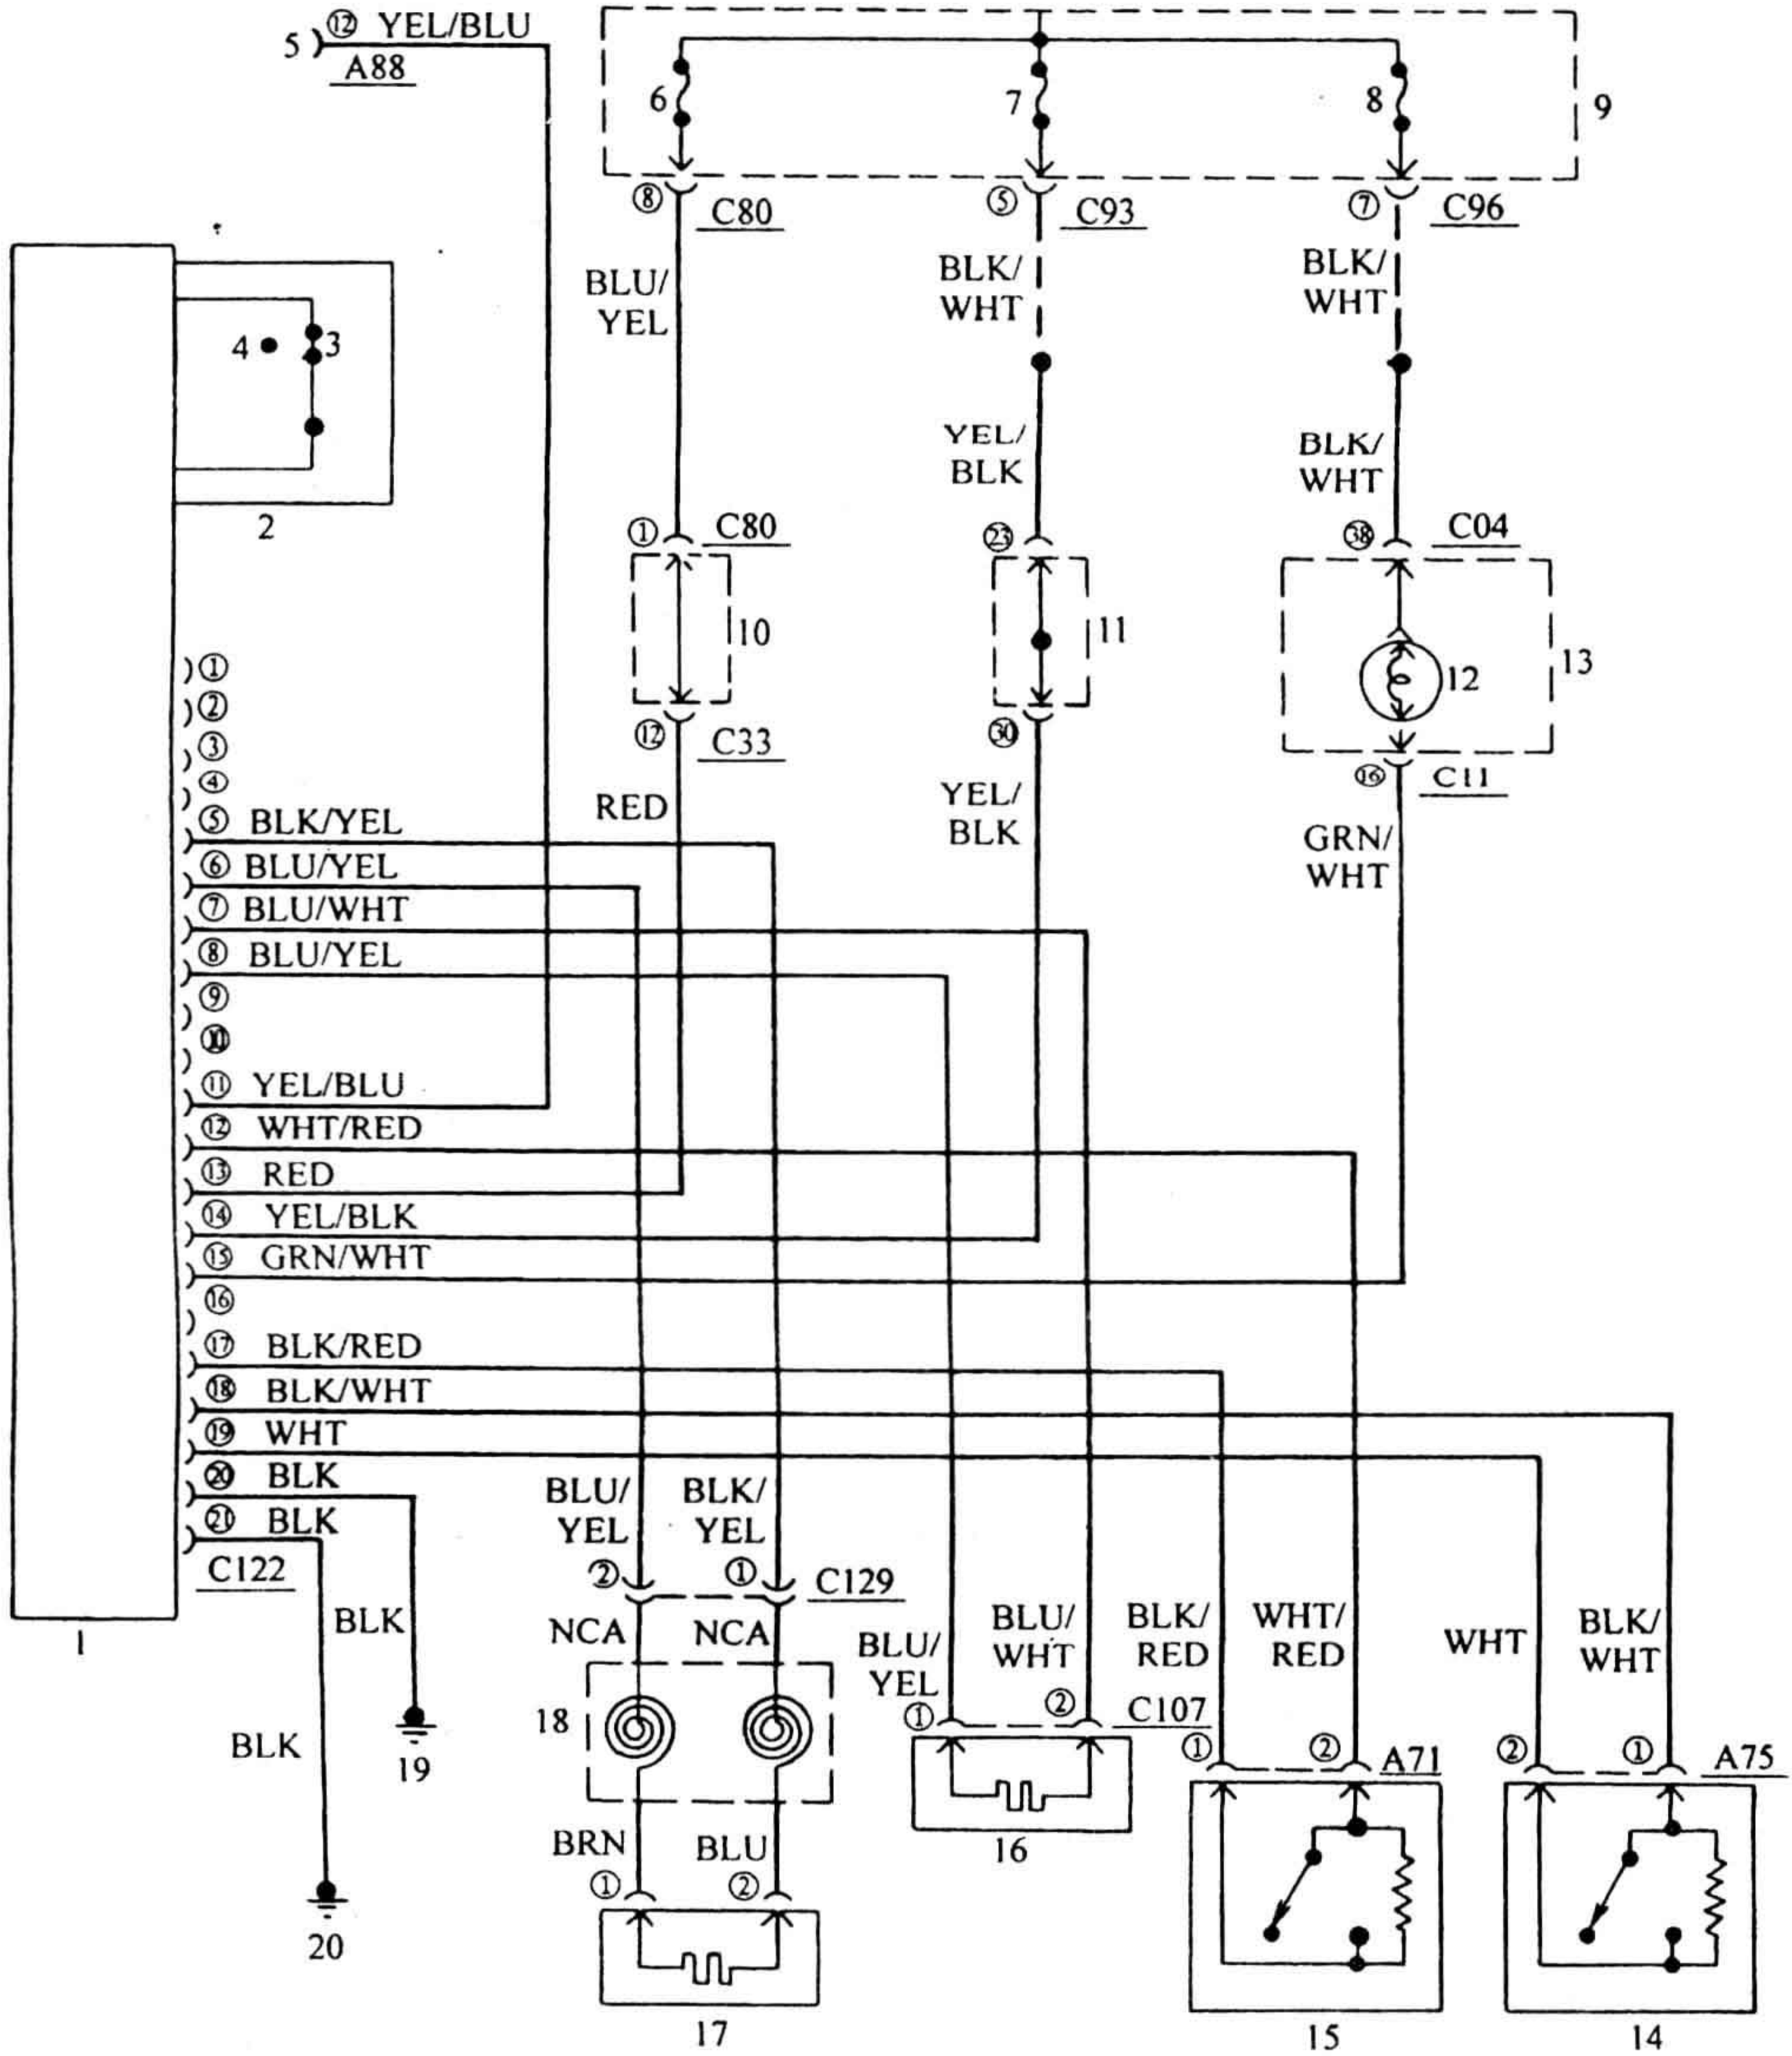 5 ⑫ YEL/BLU
A88
6
7
8
9
⑧ C80
⑤ C93
⑦ C96
BLU/
YEL
BLK/
WHT
BLK/
WHT
4
3
2
YEL/
BLK
BLK/
WHT
① C80
㉓
㊳ C04
10
11
12
13
⑫ C33
㉚
⑯ C11
RED
YEL/
BLK
GRN/
WHT
①
②
③
④
⑤ BLK/YEL
⑥ BLU/YEL
⑦ BLU/WHT
⑧ BLU/YEL
⑨
⑩
⑪ YEL/BLU
⑫ WHT/RED
⑬ RED
⑭ YEL/BLK
⑮ GRN/WHT
⑯
⑰ BLK/RED
⑱ BLK/WHT
⑲ WHT
⑳ BLK
㉑ BLK
C122
1
BLK
BLK
19
20
BLU/
YEL
BLK/
YEL
② ① C129
NCA
NCA
18
BRN
BLU
① ②
17
BLU/
YEL
BLU/
WHT
① ② C107
16
BLK/
RED
WHT/
RED
① ② A71
15
WHT
BLK/
WHT
② ① A75
14